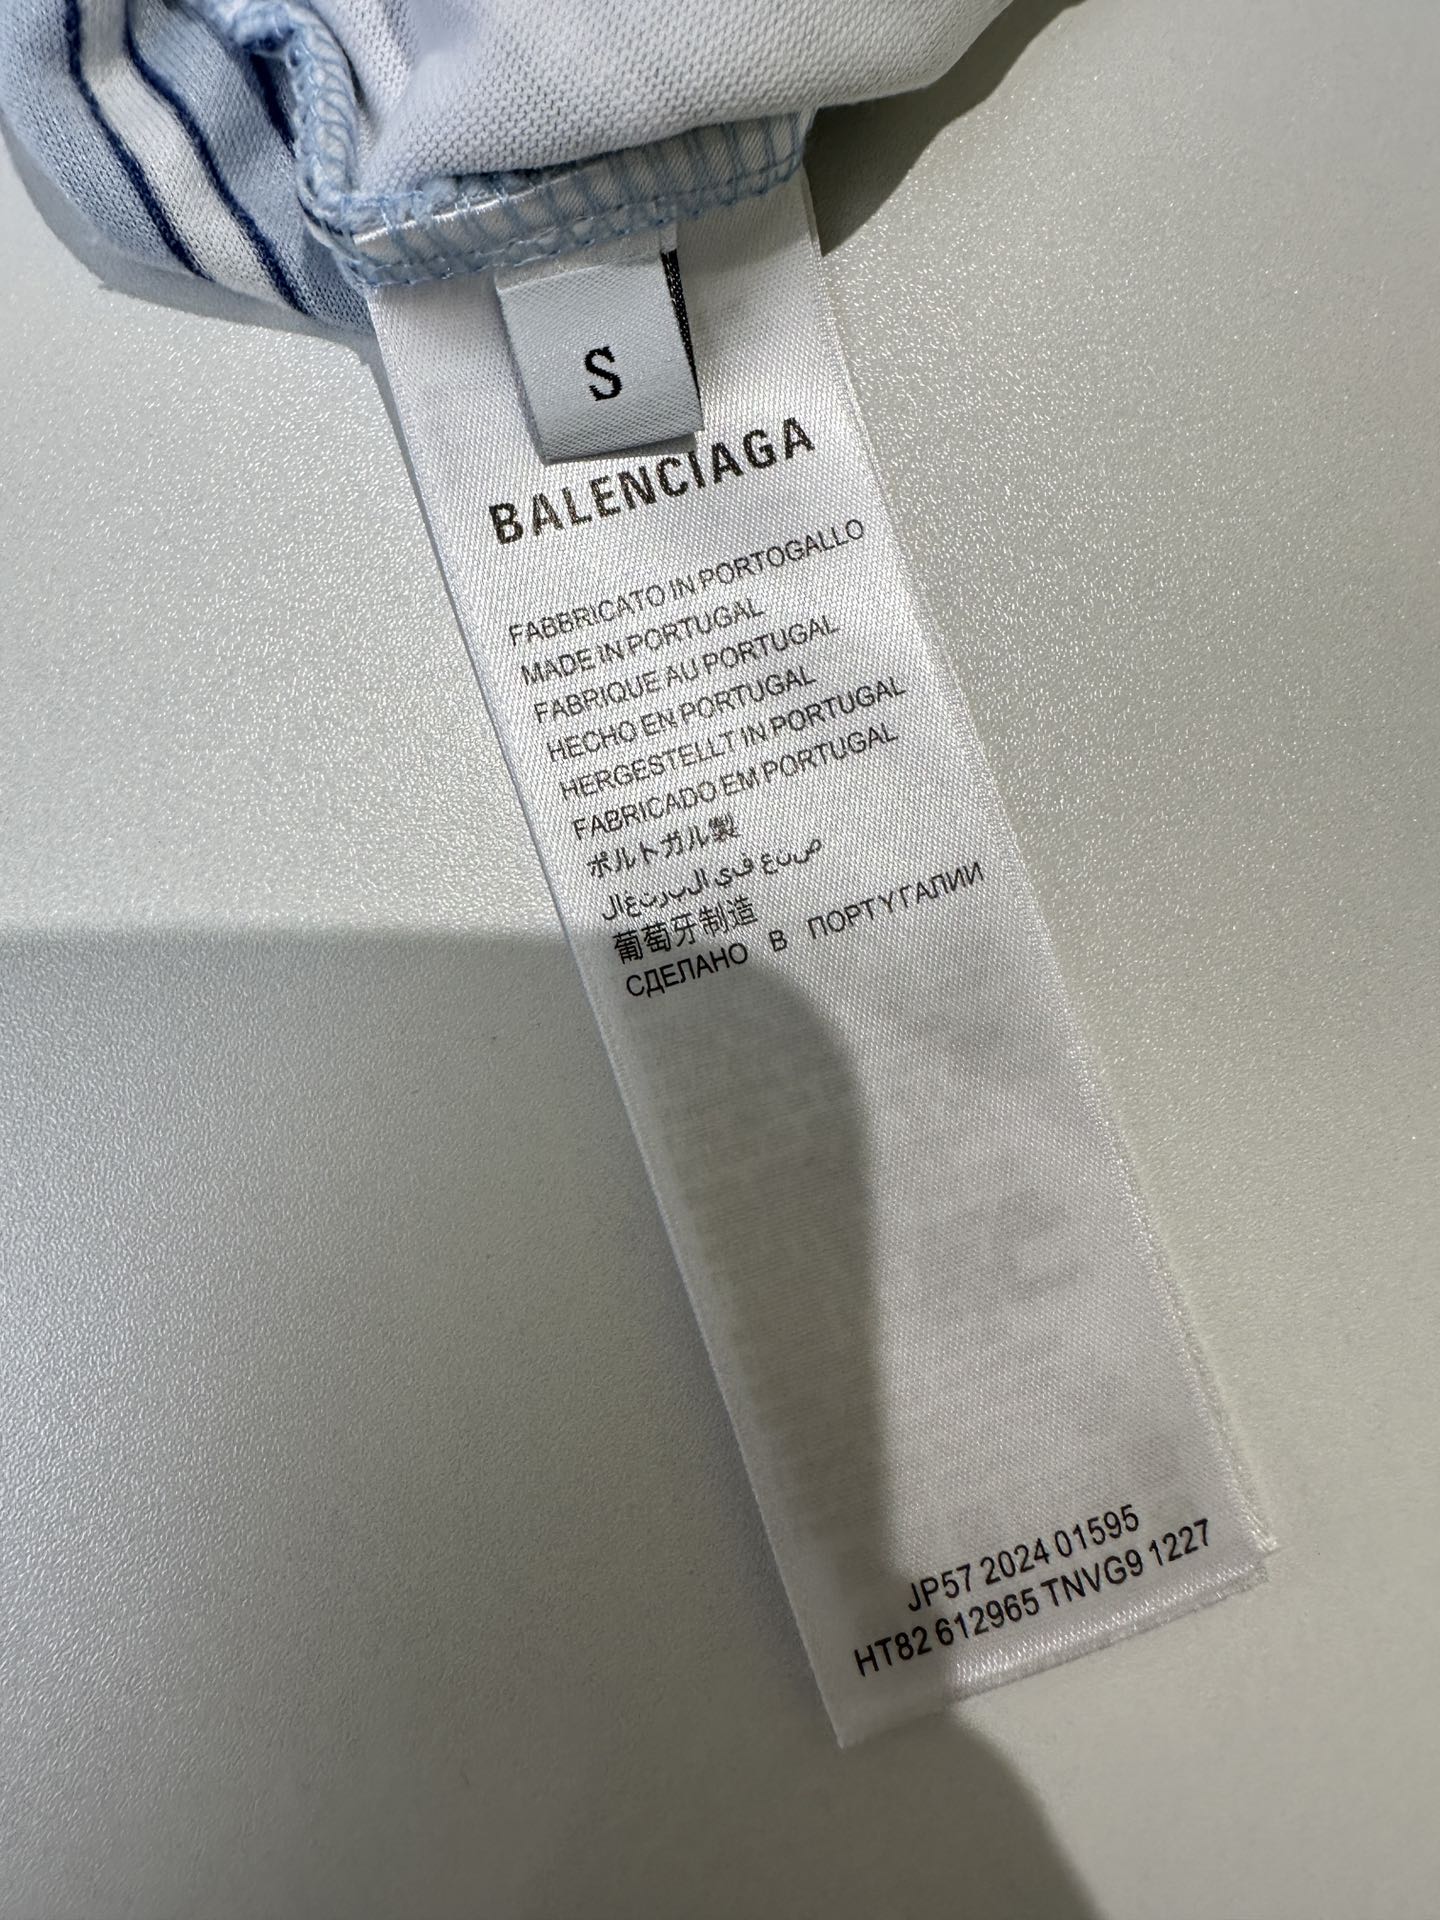 S
BALENCIAGA
FABBRICATO IN PORTOGALLO
MADE IN PORTUGAL
FABRIQUE AU PORTUGAL
HECHO EN PORTUGAL
HERGESTELLT IN PORTUGAL
FABRICADO EM PORTUGAL
ポルトガル製
صنع في البرتغال
葡萄牙制造
СДЕЛАНО В ПОРТУГАЛИИ
JP57 2024 01595
HT82 612965 TNVG9 1227